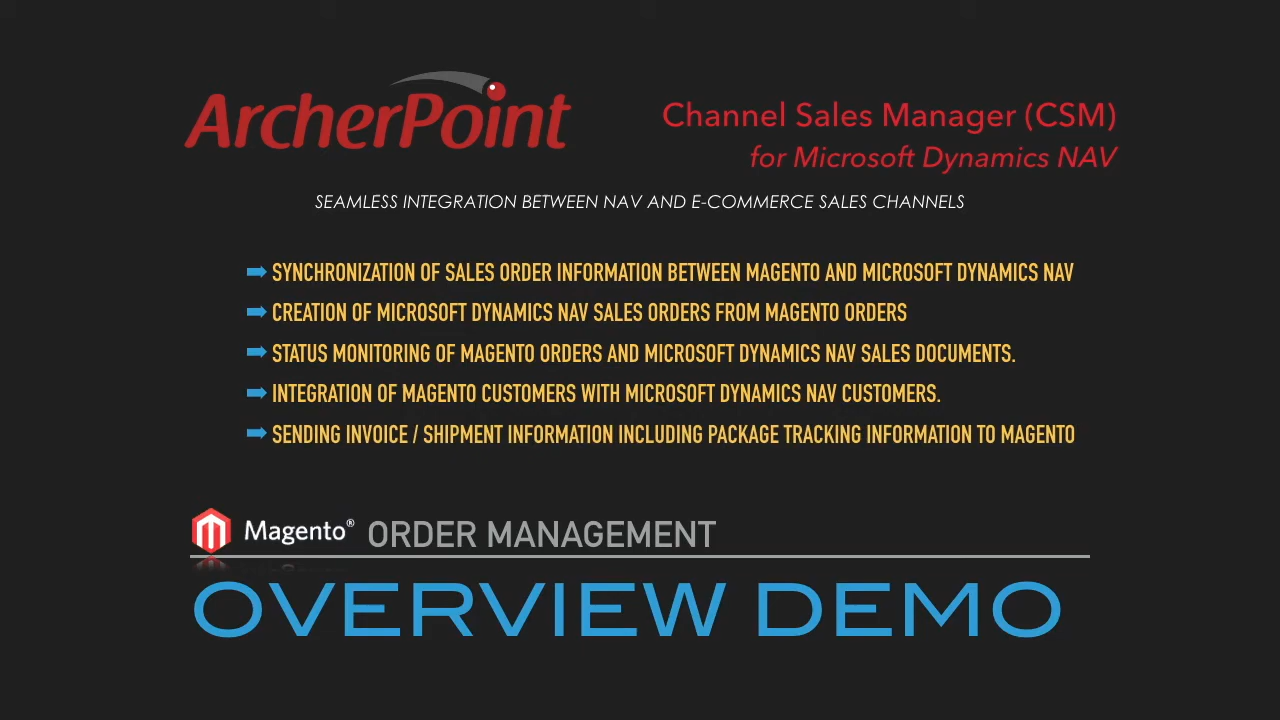 ArcherPoint
Channel Sales Manager (CSM)
for Microsoft Dynamics NAV
SEAMLESS INTEGRATION BETWEEN NAV AND E-COMMERCE SALES CHANNELS
➡ SYNCHRONIZATION OF SALES ORDER INFORMATION BETWEEN MAGENTO AND MICROSOFT DYNAMICS NAV
➡ CREATION OF MICROSOFT DYNAMICS NAV SALES ORDERS FROM MAGENTO ORDERS
➡ STATUS MONITORING OF MAGENTO ORDERS AND MICROSOFT DYNAMICS NAV SALES DOCUMENTS.
➡ INTEGRATION OF MAGENTO CUSTOMERS WITH MICROSOFT DYNAMICS NAV CUSTOMERS.
➡ SENDING INVOICE / SHIPMENT INFORMATION INCLUDING PACKAGE TRACKING INFORMATION TO MAGENTO
Magento® ORDER MANAGEMENT
OVERVIEW DEMO